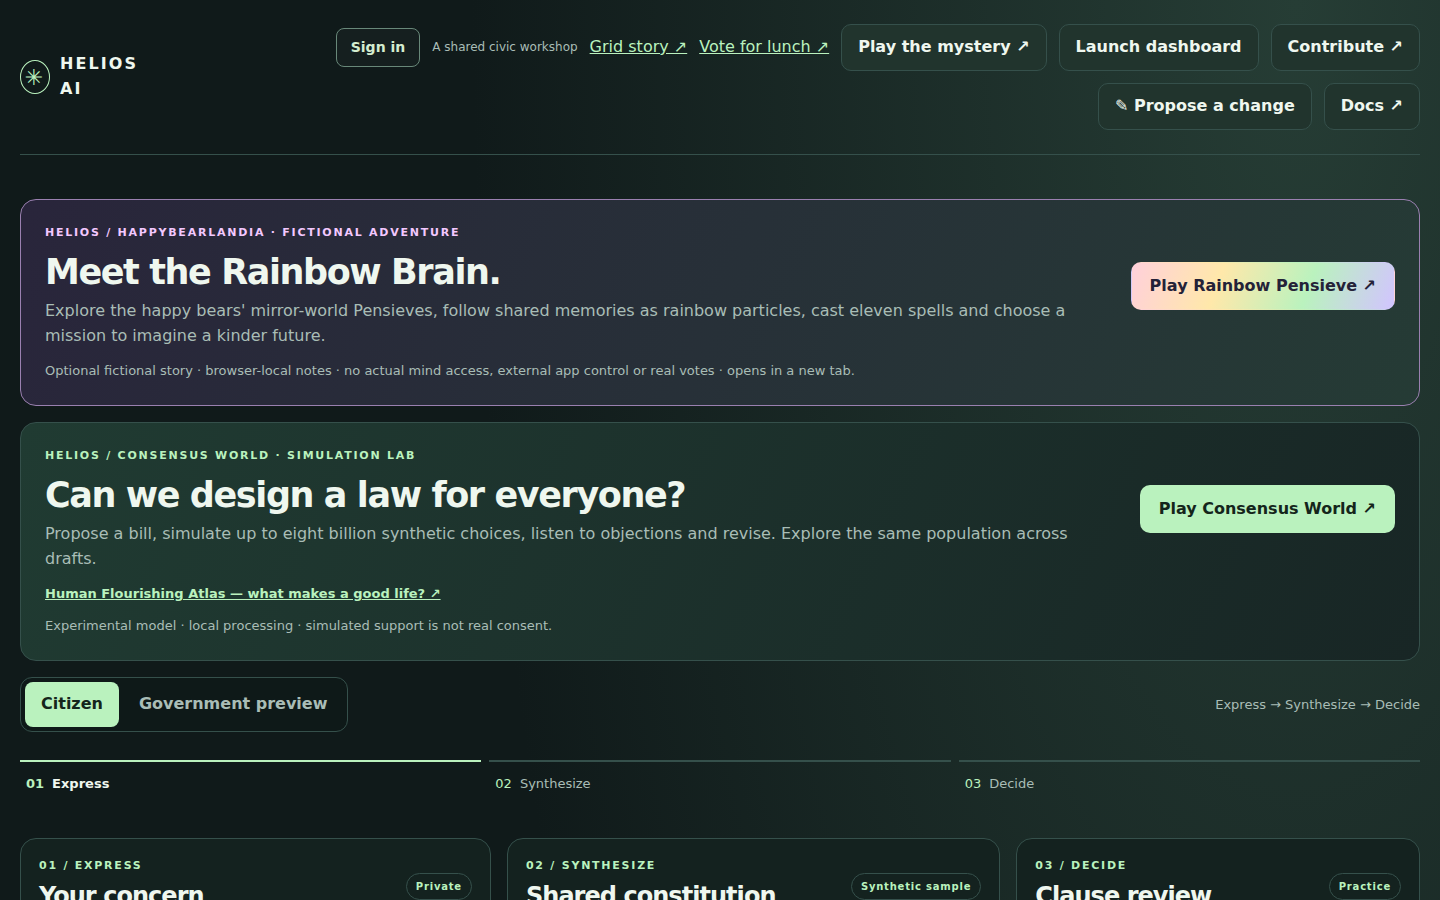 HELIOS
AI
Sign in
A shared civic workshop
Grid story ↗
Vote for lunch ↗
Play the mystery ↗
Launch dashboard
Contribute ↗
✎ Propose a change
Docs ↗
HELIOS / HAPPYBEARLANDIA · FICTIONAL ADVENTURE
Meet the Rainbow Brain.
Explore the happy bears' mirror-world Pensieves, follow shared memories as rainbow particles, cast eleven spells and choose a
mission to imagine a kinder future.
Optional fictional story · browser-local notes · no actual mind access, external app control or real votes · opens in a new tab.
Play Rainbow Pensieve ↗
HELIOS / CONSENSUS WORLD · SIMULATION LAB
Can we design a law for everyone?
Propose a bill, simulate up to eight billion synthetic choices, listen to objections and revise. Explore the same population across
drafts.
Human Flourishing Atlas — what makes a good life? ↗
Experimental model · local processing · simulated support is not real consent.
Play Consensus World ↗
Citizen
Government preview
Express → Synthesize → Decide
01 Express
02 Synthesize
03 Decide
01 / EXPRESS
Your concern
Private
02 / SYNTHESIZE
Shared constitution
Synthetic sample
03 / DECIDE
Clause review
Practice